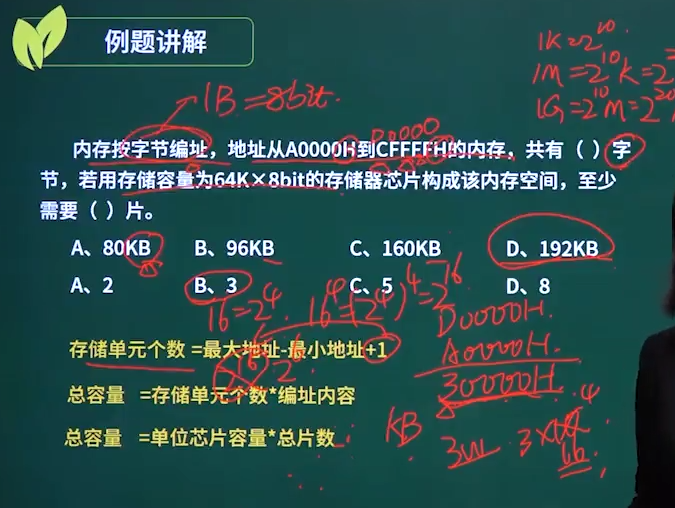 例题讲解
1K=2^10
1M=2^10 K=2
1G=2^10 M=2^20
1B=8bit.
D0000
内存按字节编址，地址从A0000H到CFFFFH的内存，共有（ ）字
节，若用存储容量为64K×8bit的存储器芯片构成该内存空间，至少
需要（ ）片。
A、80KB B、96KB C、160KB D、192KB
A、2 B、3 C、5 D、8
16=2^4. 16^4=(2^4)^4=2^16
D0000H.
存储单元个数 =最大地址-最小地址+1
A0000H.
30000H.
2^6
总容量 =存储单元个数*编址内容
KB
总容量 =单位芯片容量*总片数